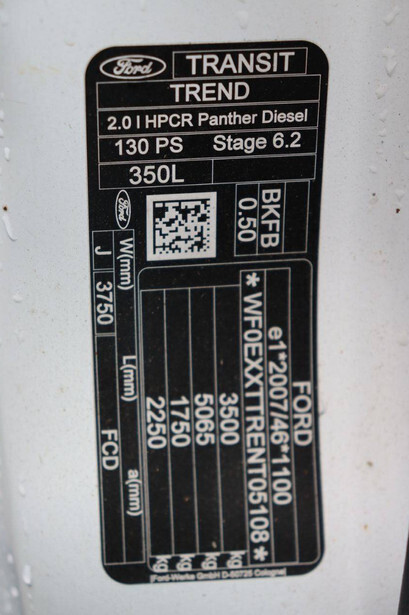 Ford TRANSIT
TREND
2.0 l HPCR Panther Diesel
130 PS Stage 6.2
350L
BKFB
0.50
Ford
FORD
e1*2007/46*1100
* WF0EXXTTRENT05108 *
3500 kg
5065 kg
1750 kg
2250 kg
W(mm) L(mm) a(mm)
J 3750 FCD
(Ford-Werke GmbH D-50725 Cologne)